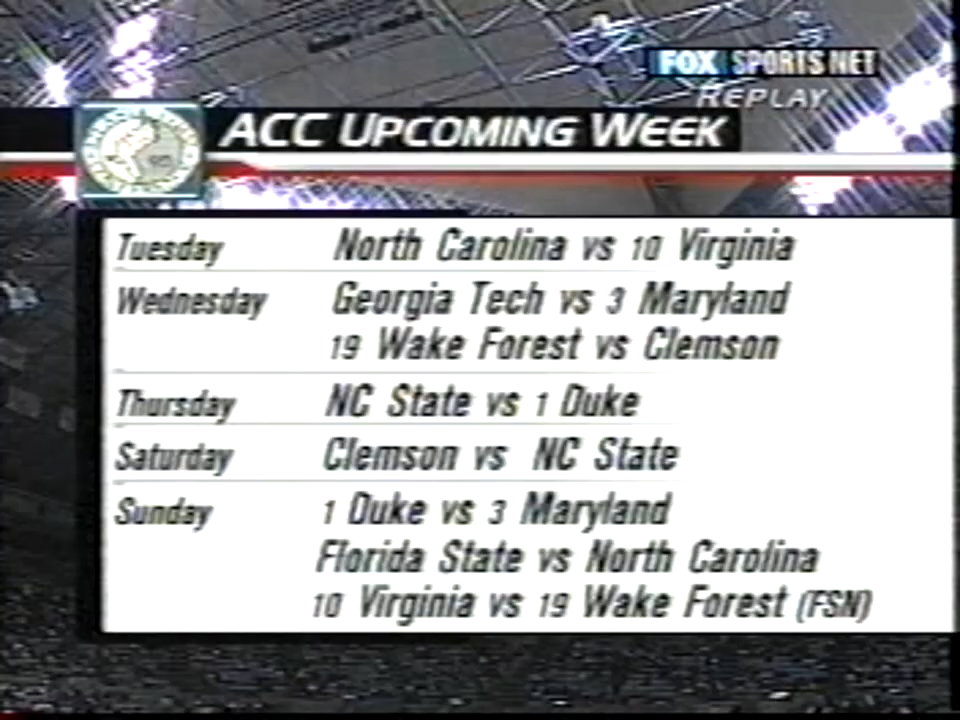 FOX SPORTS NET
REPLAY
ACC UPCOMING WEEK
Tuesday North Carolina vs 10 Virginia
Wednesday Georgia Tech vs 3 Maryland
19 Wake Forest vs Clemson
Thursday NC State vs 1 Duke
Saturday Clemson vs NC State
Sunday 1 Duke vs 3 Maryland
Florida State vs North Carolina
10 Virginia vs 19 Wake Forest (FSN)